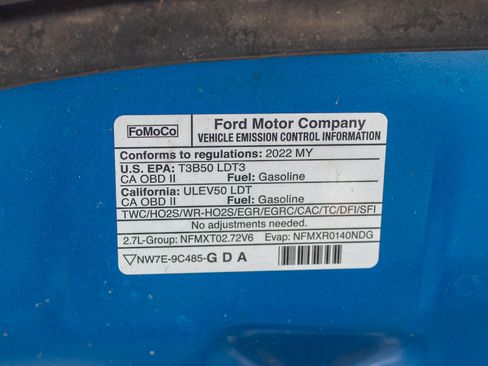 FoMoCo
Ford Motor Company
VEHICLE EMISSION CONTROL INFORMATION
Conforms to regulations: 2022 MY
U.S. EPA: T3B50 LDT3
CA OBD II Fuel: Gasoline
California: ULEV50 LDT
CA OBD II Fuel: Gasoline
TWC/HO2S/WR-HO2S/EGR/EGRC/CAC/TC/DFI/SFI
No adjustments needed.
2.7L-Group: NFMXT02.72V6 Evap: NFMXR0140NDG
NW7E-9C485-GDA